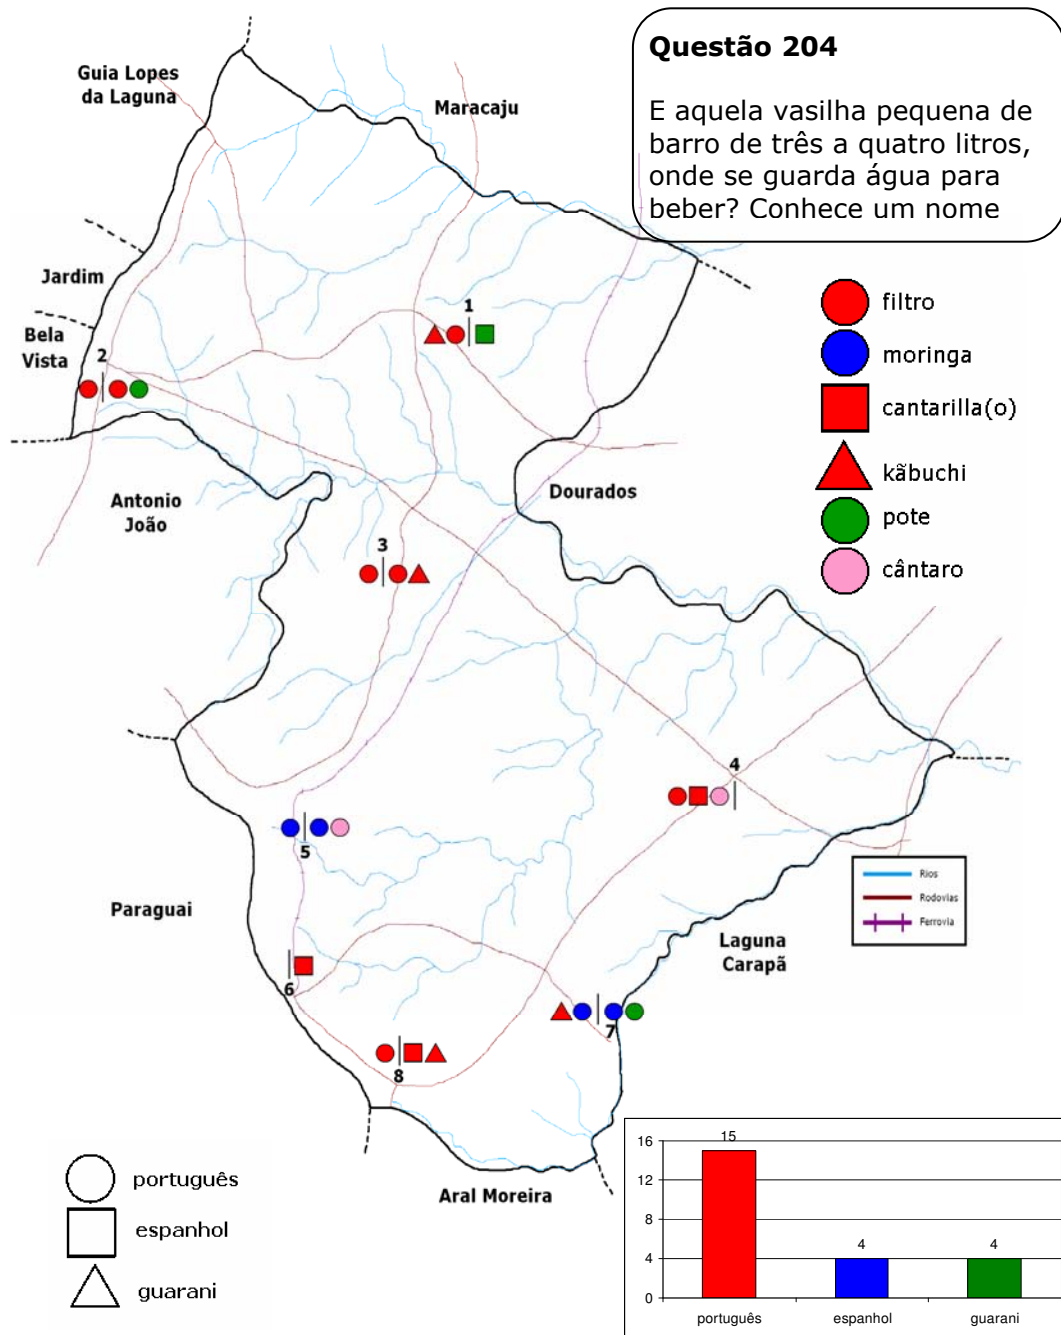 Questão 204
E aquela vasilha pequena de
barro de três a quatro litros,
onde se guarda água para
beber? Conhece um nome
Guia Lopes
da Laguna
Maracaju
Jardim
Bela
Vista
Antonio
João
Dourados
Paraguai
Laguna
Carapã
Aral Moreira
1
2
3
4
5
6
7
8
filtro
moringa
cantarilla(o)
kãbuchi
pote
cântaro
Rios
Rodovias
Ferrovia
português
espanhol
guarani
16
12
8
4
0
15
4
4
português
espanhol
guarani